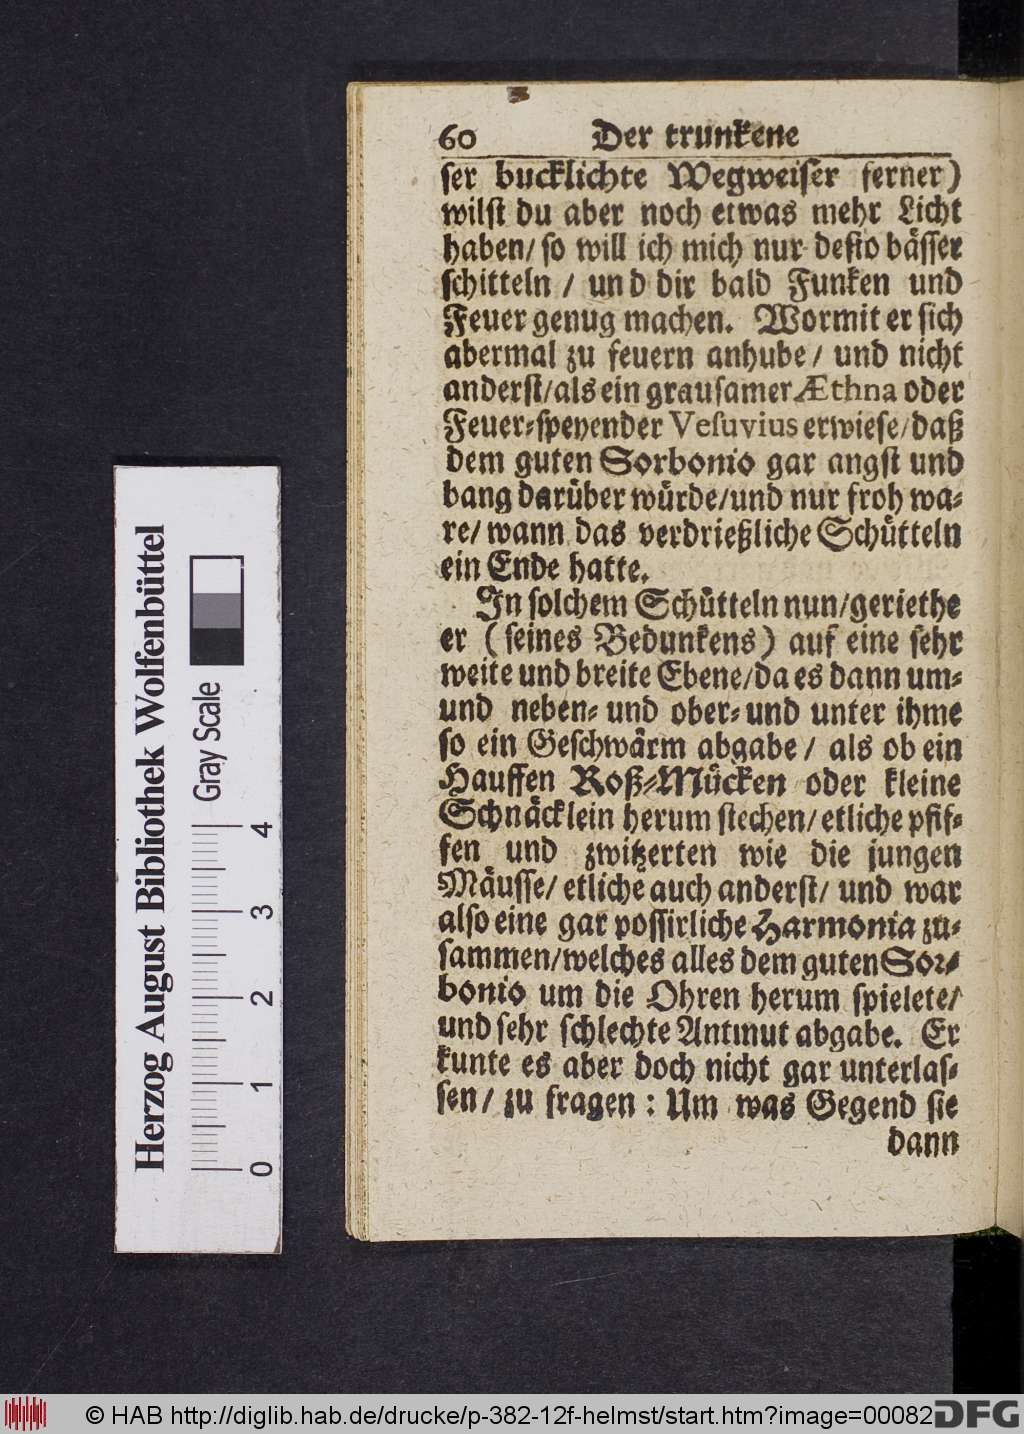 60 Der trunkene
ser bucklichte Wegweiser ferner)
wilst du aber noch etwas mehr Licht
haben/ so will ich mich nur desto bässer
schitteln / und dir bald Funken und
Feuer genug machen. Wormit er sich
abermal zu feuern anhube/ und nicht
anderst/als ein grausamer Æthna oder
Feuer-speyender Vesuvius erwiese/daß
dem guten Sorbonio gar angst und
bang darüber würde/und nur froh wa-
re/ wann das verdrießliche Schütteln
ein Ende hatte.
In solchem Schütteln nun/geriethe
er (seines Bedunkens) auf eine sehr
weite und breite Ebene/da es dann um-
und neben- und ober- und unter ihme
so ein Geschwärm abgabe/ als ob ein
Hauffen Roß-Mücken oder kleine
Schnäcklein herum stechen/etliche pfif-
fen und zwitzerten wie die jungen
Mäusse/ etliche auch anderst/ und war
also eine gar possirliche Harmonia zu-
sammen/welches alles dem guten Sor-
bonio um die Ohren herum spielete/
und sehr schlechte Antmut abgabe. Er
kunte es aber doch nicht gar unterlas-
sen/ zu fragen: Um was Gegend sie
dann
Herzog August Bibliothek Wolfenbüttel
Gray Scale
0 1 2 3 4
© HAB http://diglib.hab.de/drucke/p-382-12f-helmst/start.htm?image=00082
DFG